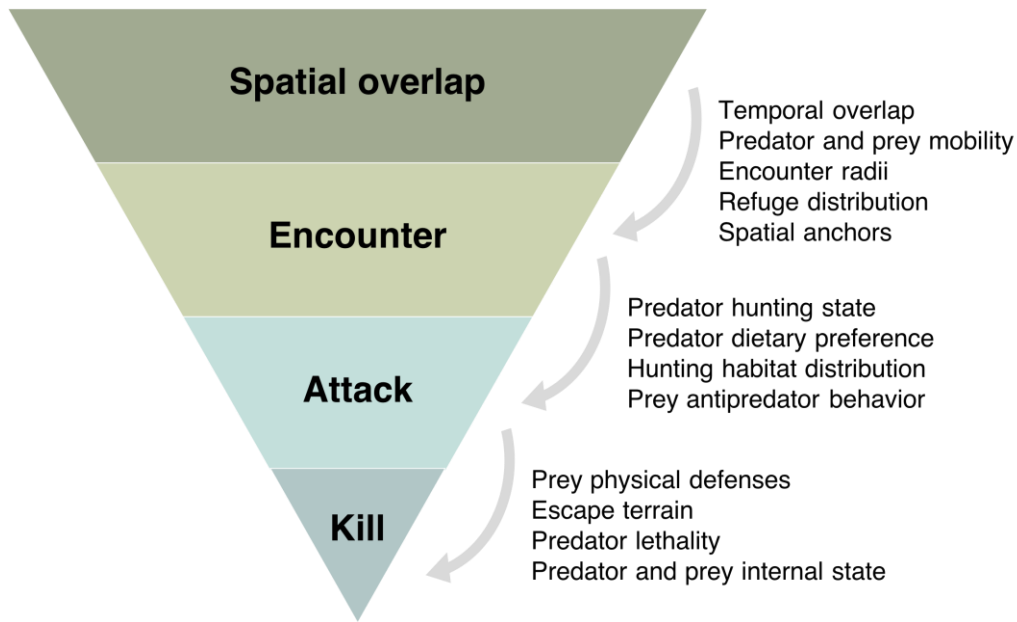 Spatial overlap
Temporal overlap
Predator and prey mobility
Encounter radii
Refuge distribution
Spatial anchors
Encounter
Predator hunting state
Predator dietary preference
Hunting habitat distribution
Prey antipredator behavior
Attack
Prey physical defenses
Escape terrain
Predator lethality
Predator and prey internal state
Kill